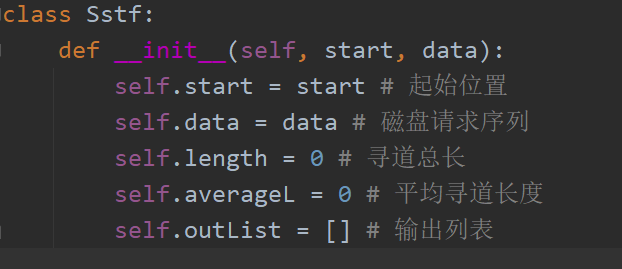 class Sstf:
def __init__(self, start, data):
self.start = start # 起始位置
self.data = data # 磁盘请求序列
self.length = 0 # 寻道总长
self.averageL = 0 # 平均寻道长度
self.outList = [] # 输出列表